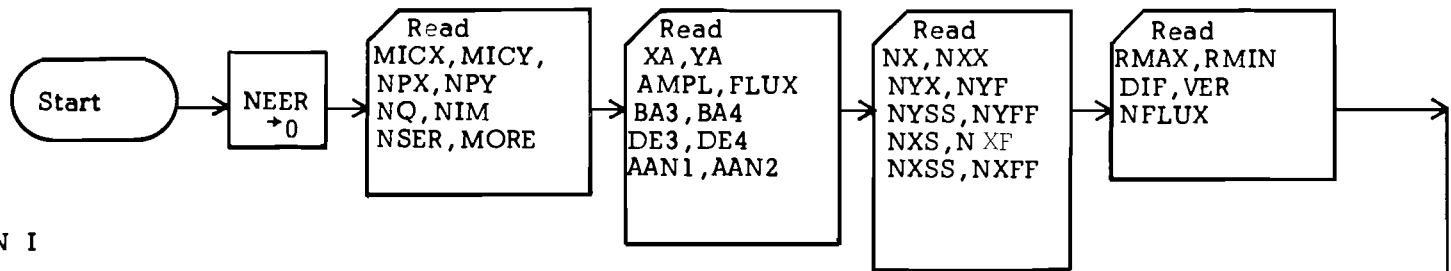 Start
NEER
→0
Read
MICX,MICY,
NPX,NPY
NQ,NIM
NSER,MORE
Read
XA,YA
AMPL,FLUX
BA3,BA4
DE3,DE4
AAN1,AAN2
Read
NX,NXX
NYX,NYF
NYSS,NYFF
NXS,NXF
NXSS,NXFF
Read
RMAX,RMIN
DIF,VER
NFLUX
N I